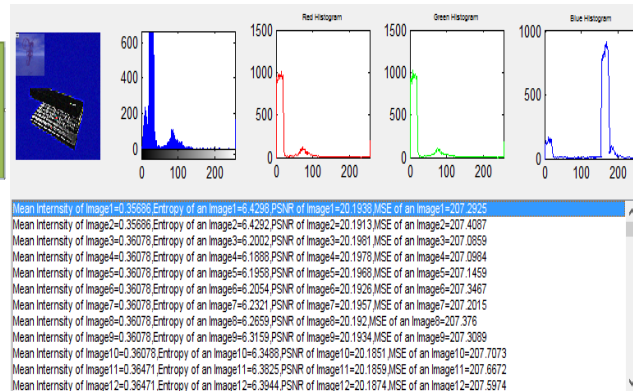 Red Histogram
Green Histogram
Blue Histogram
600
400
200
0
0 100 200
1500
1000
500
0
0 100 200
1500
1000
500
0
0 100 200
1000
500
0
0 100 200
Mean Internsity of Image1=0.35686,Entropy of an Image1=6.4298,PSNR of Image1=20.1938,MSE of an Image1=207.2925
Mean Internsity of Image2=0.35686,Entropy of an Image2=6.4292,PSNR of Image2=20.1913,MSE of an Image2=207.4087
Mean Internsity of Image3=0.36078,Entropy of an Image3=6.2002,PSNR of Image3=20.1981,MSE of an Image3=207.0859
Mean Internsity of Image4=0.36078,Entropy of an Image4=6.1888,PSNR of Image4=20.1978,MSE of an Image4=207.0984
Mean Internsity of Image5=0.36078,Entropy of an Image5=6.1958,PSNR of Image5=20.1968,MSE of an Image5=207.1459
Mean Internsity of Image6=0.36078,Entropy of an Image6=6.2054,PSNR of Image6=20.1926,MSE of an Image6=207.3467
Mean Internsity of Image7=0.36078,Entropy of an Image7=6.2321,PSNR of Image7=20.1957,MSE of an Image7=207.2015
Mean Internsity of Image8=0.36078,Entropy of an Image8=6.2659,PSNR of Image8=20.192,MSE of an Image8=207.376
Mean Internsity of Image9=0.36078,Entropy of an Image9=6.3159,PSNR of Image9=20.1934,MSE of an Image9=207.3089
Mean Internsity of Image10=0.36078,Entropy of an Image10=6.3488,PSNR of Image10=20.1851,MSE of an Image10=207.7073
Mean Internsity of Image11=0.36471,Entropy of an Image11=6.3825,PSNR of Image11=20.1859,MSE of an Image11=207.6672
Mean Internsity of Image12=0.36471,Entropy of an Image12=6.3944,PSNR of Image12=20.1874,MSE of an Image12=207.5974